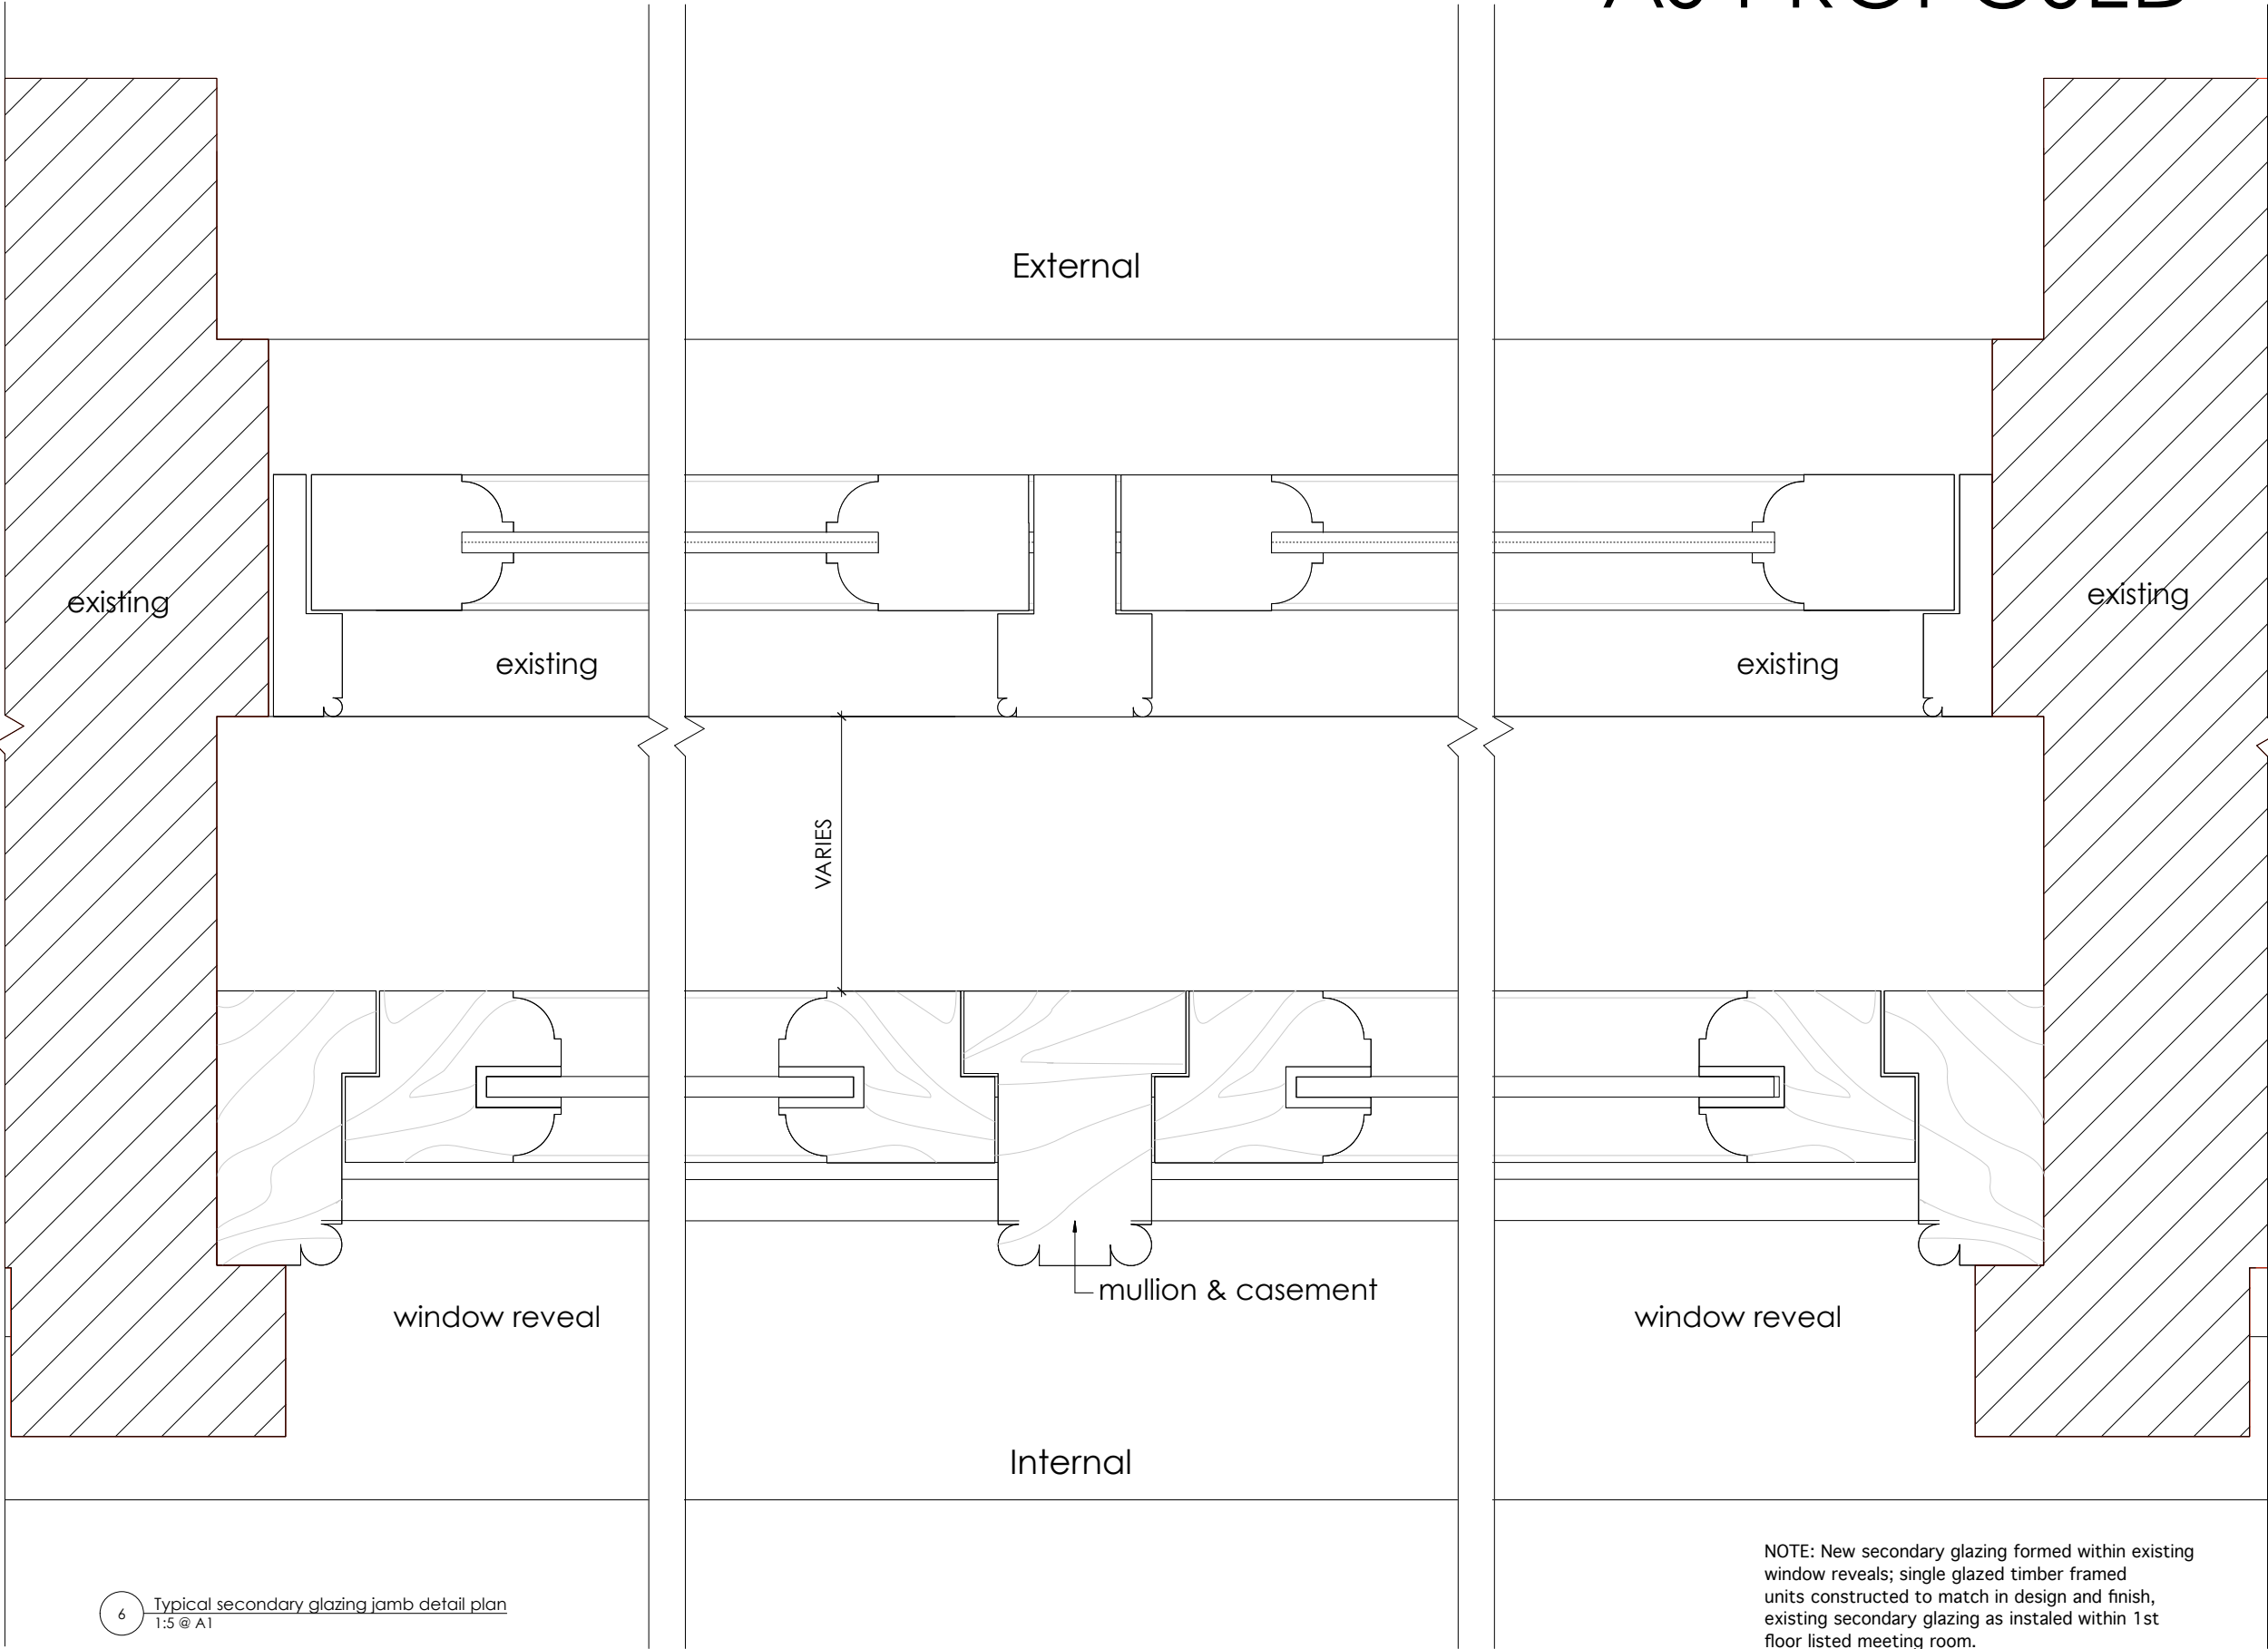 AS PROPOSED
External
existing
existing
existing
existing
VARIES
mullion & casement
window reveal
window reveal
Internal
6
Typical secondary glazing jamb detail plan
1:5 @ A1
NOTE: New secondary glazing formed within existing
window reveals; single glazed timber framed
units constructed to match in design and finish,
existing secondary glazing as instaled within 1st
floor listed meeting room.